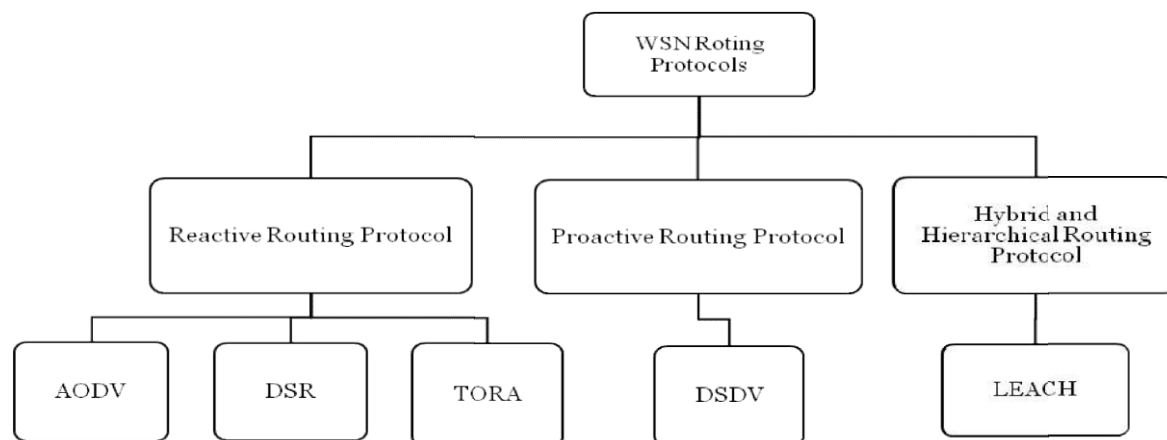 WSN Roting
Protocols
Reactive Routing Protocol
Proactive Routing Protocol
Hybrid and
Hierarchical Routing
Protocol
AODV
DSR
TORA
DSDV
LEACH